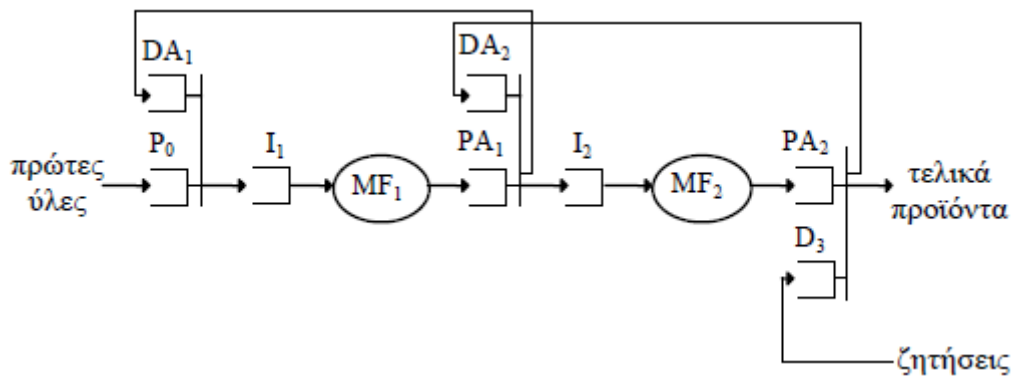 DA₁
DA₂
P₀
I₁
PA₁
I₂
PA₂
πρώτες
ύλες
MF₁
MF₂
τελικά
προϊόντα
D₃
ζητήσεις